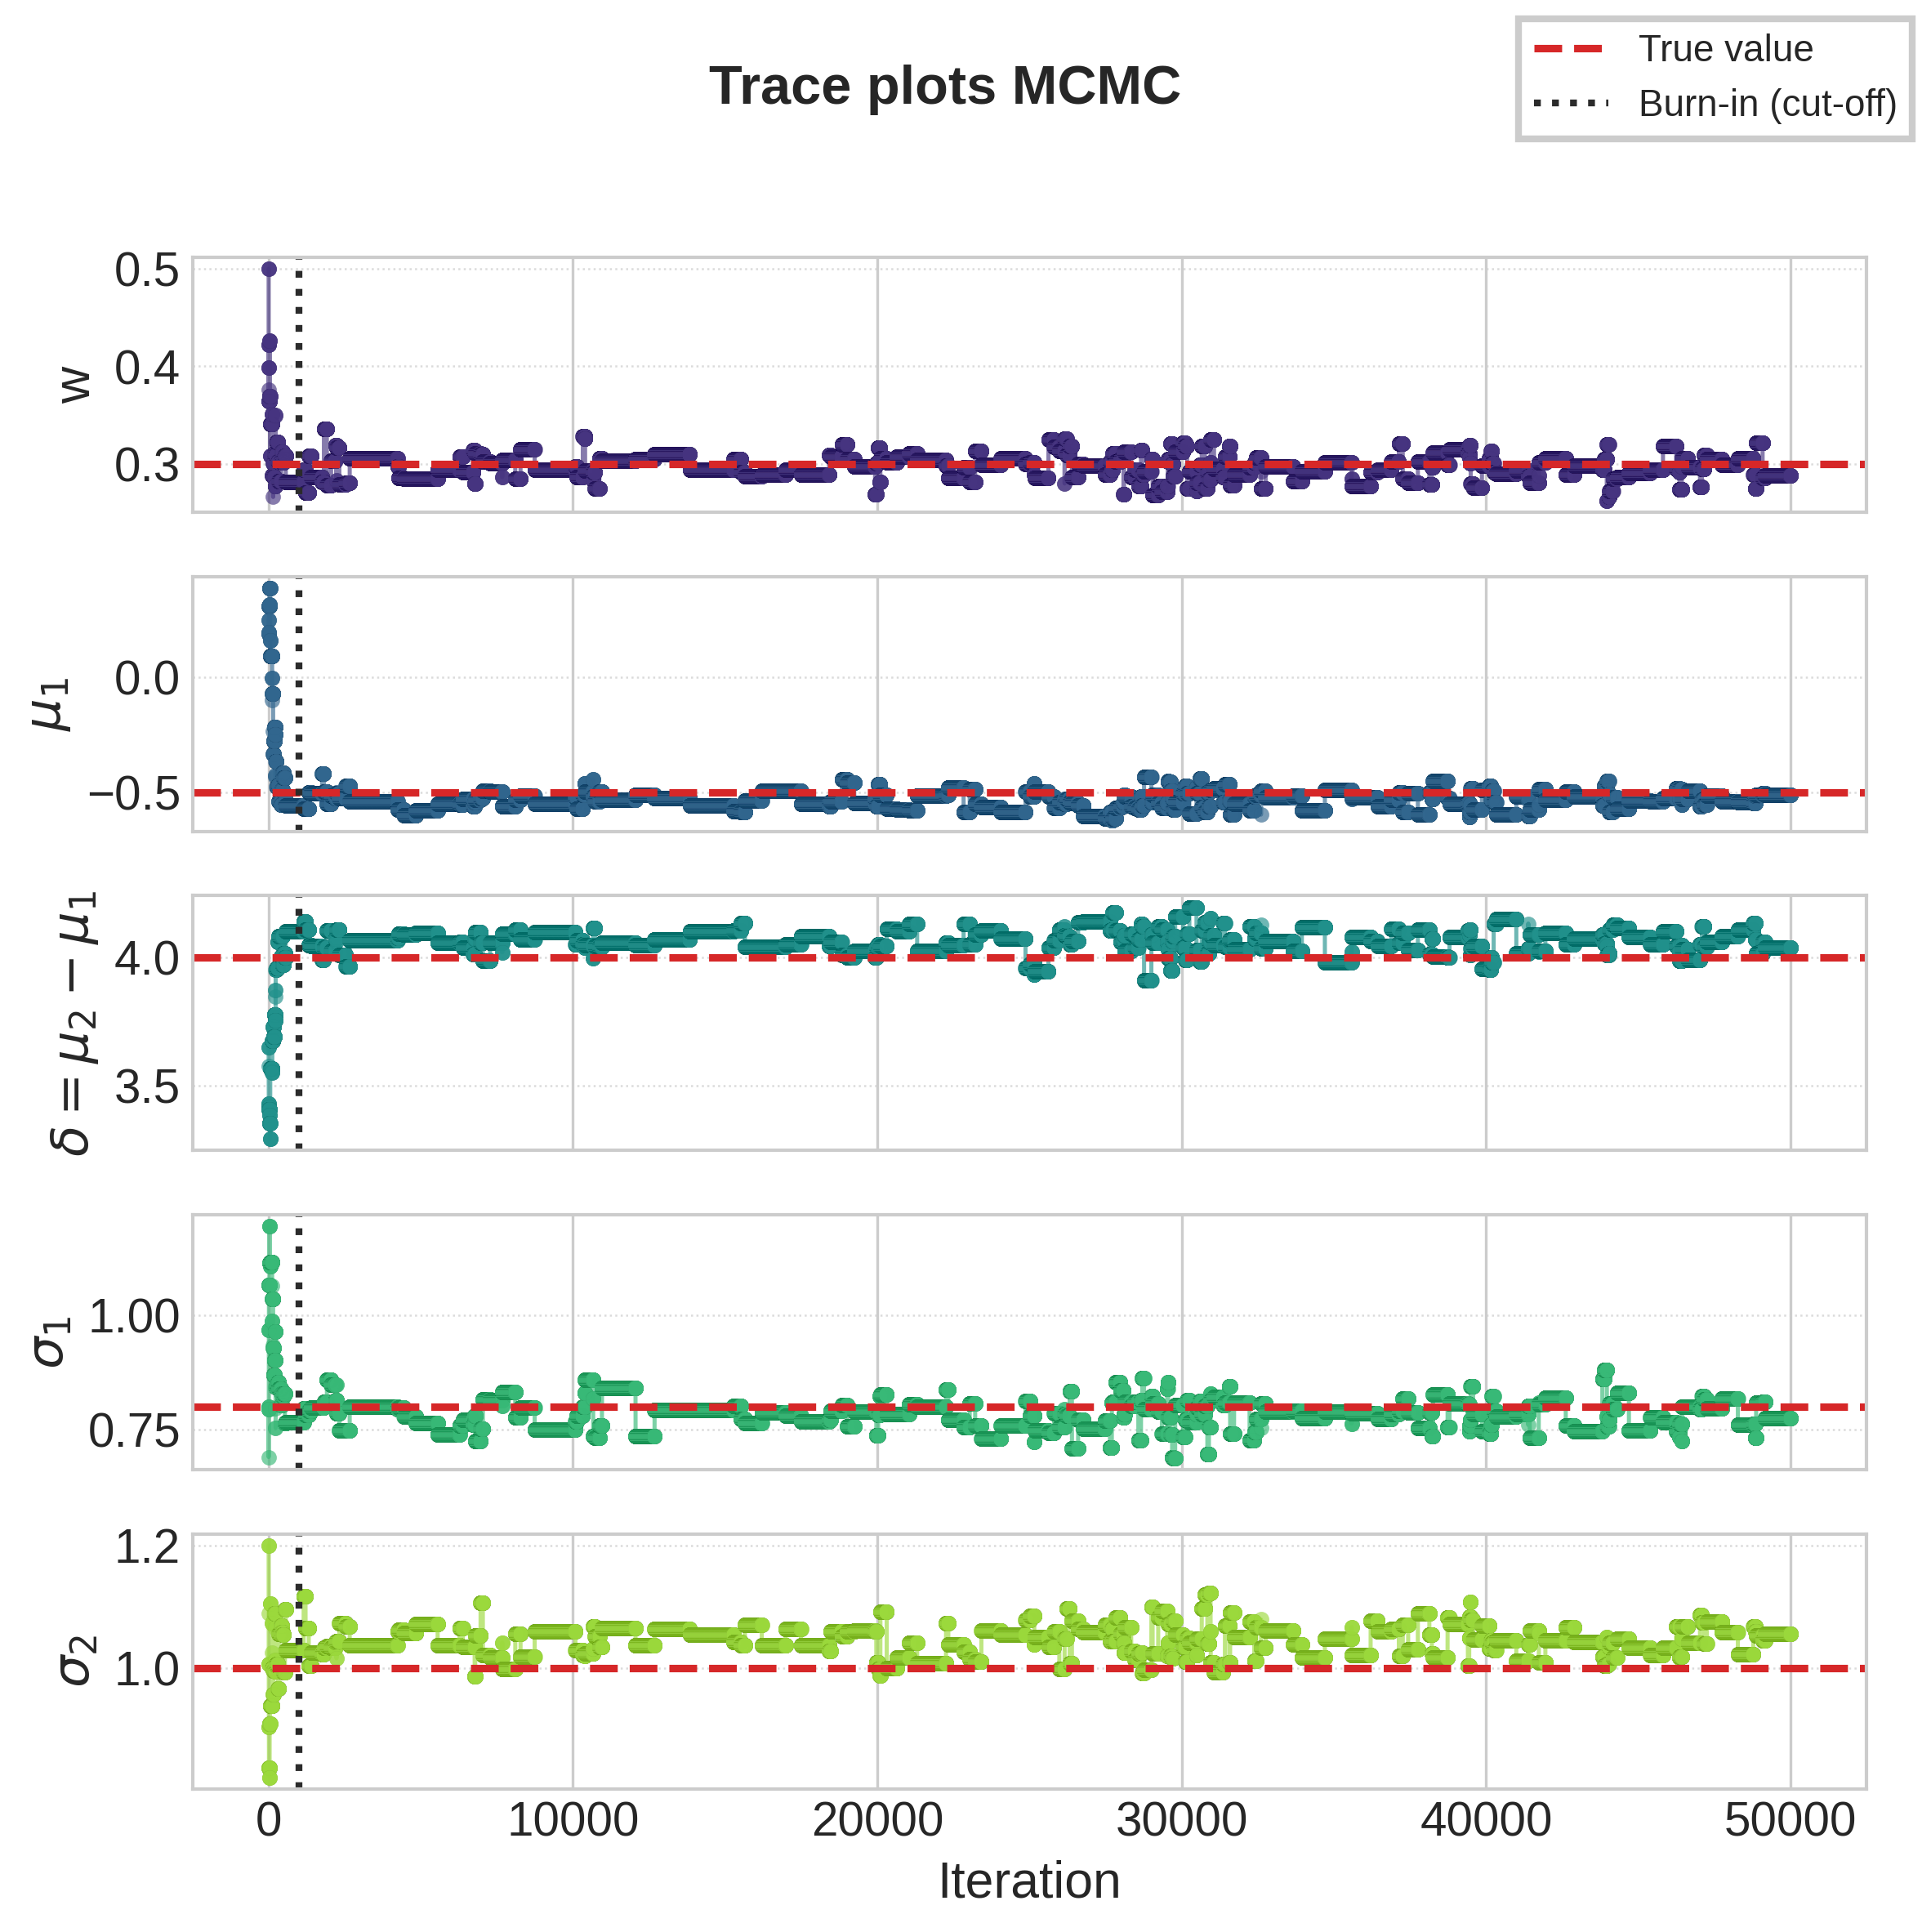 True value
Burn-in (cut-off)
Trace plots MCMC
0.5
0.4
0.3
w
0.0
−0.5
μ₁
4.0
3.5
δ = μ₂ − μ₁
1.00
0.75
σ₁
1.2
1.0
σ₂
0 10000 20000 30000 40000 50000
Iteration